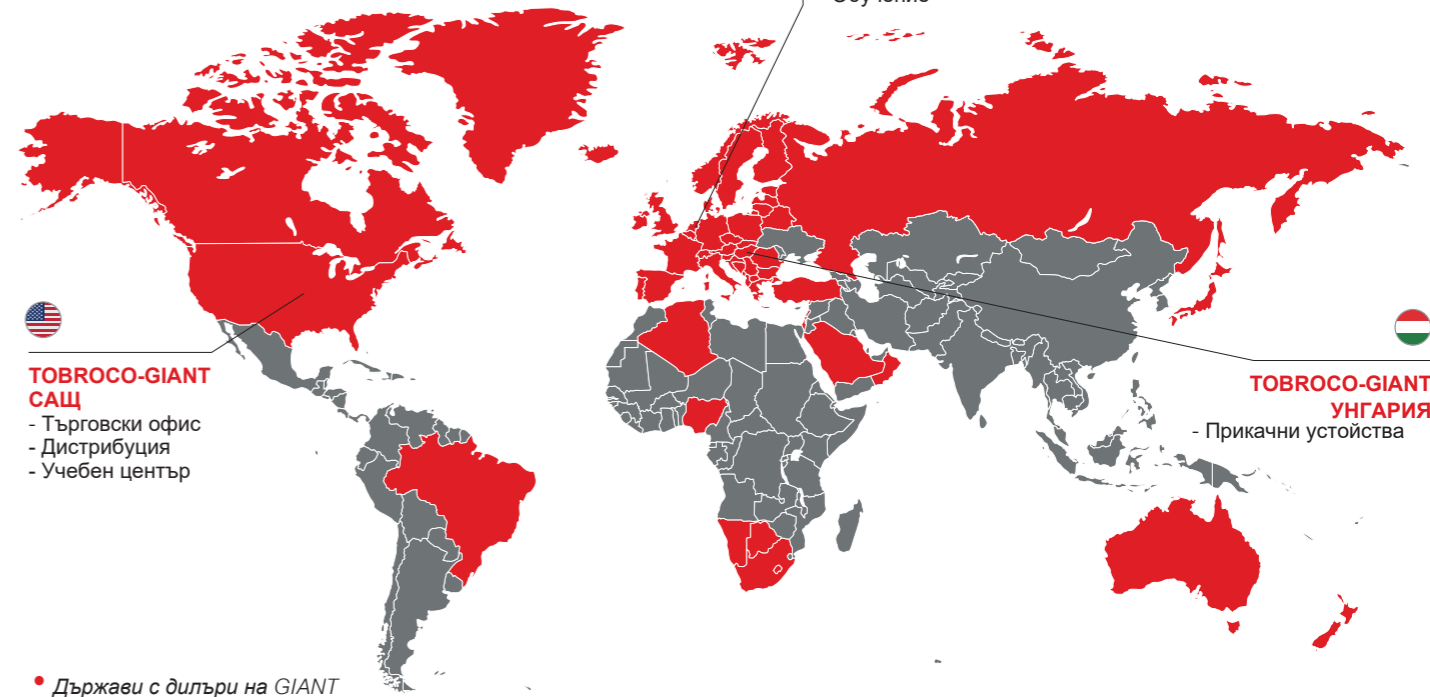 TOBROCO-GIANT
САЩ
- Търговски офис
- Дистрибуция
- Учебен център
TOBROCO-GIANT
УНГАРИЯ
- Прикачни устойства
• Държави с дилъри на GIANT